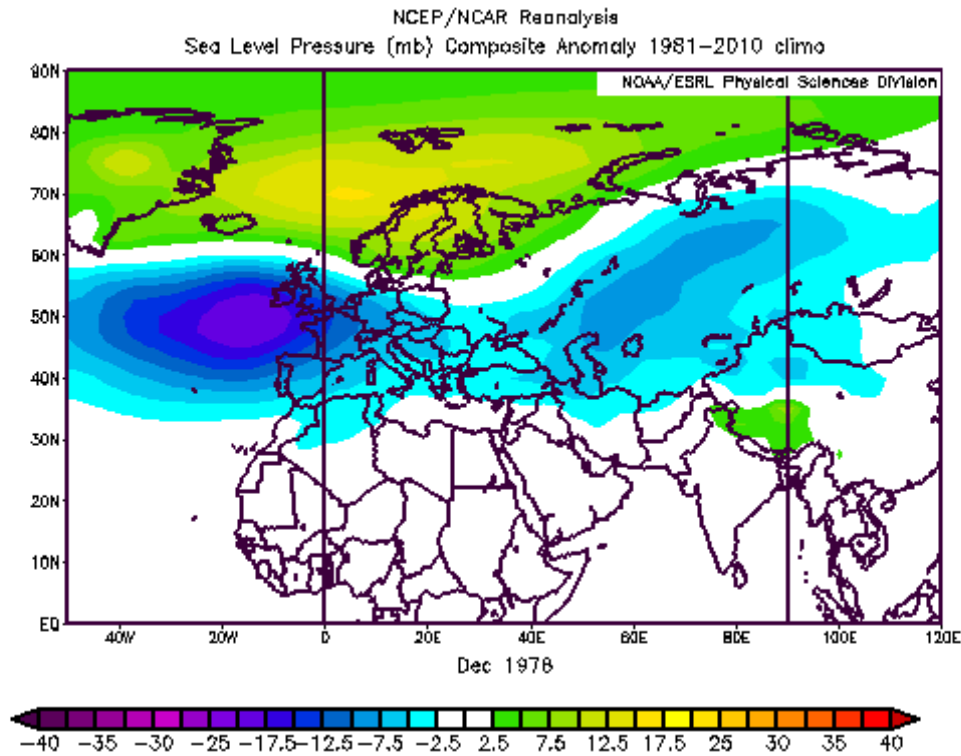 NCEP/NCAR Reanalysis
Sea Level Pressure (mb) Composite Anomaly 1981-2010 climo
NOAA/ESRL Physical Sciences Division
90N
80N
70N
60N
50N
40N
30N
20N
10N
EQ
40W 20W 0 20E 40E 60E 80E 100E 120E
Dec 1978
-40 -35 -30 -25 -17.5 -12.5 -7.5 -2.5 2.5 7.5 12.5 17.5 25 30 35 40